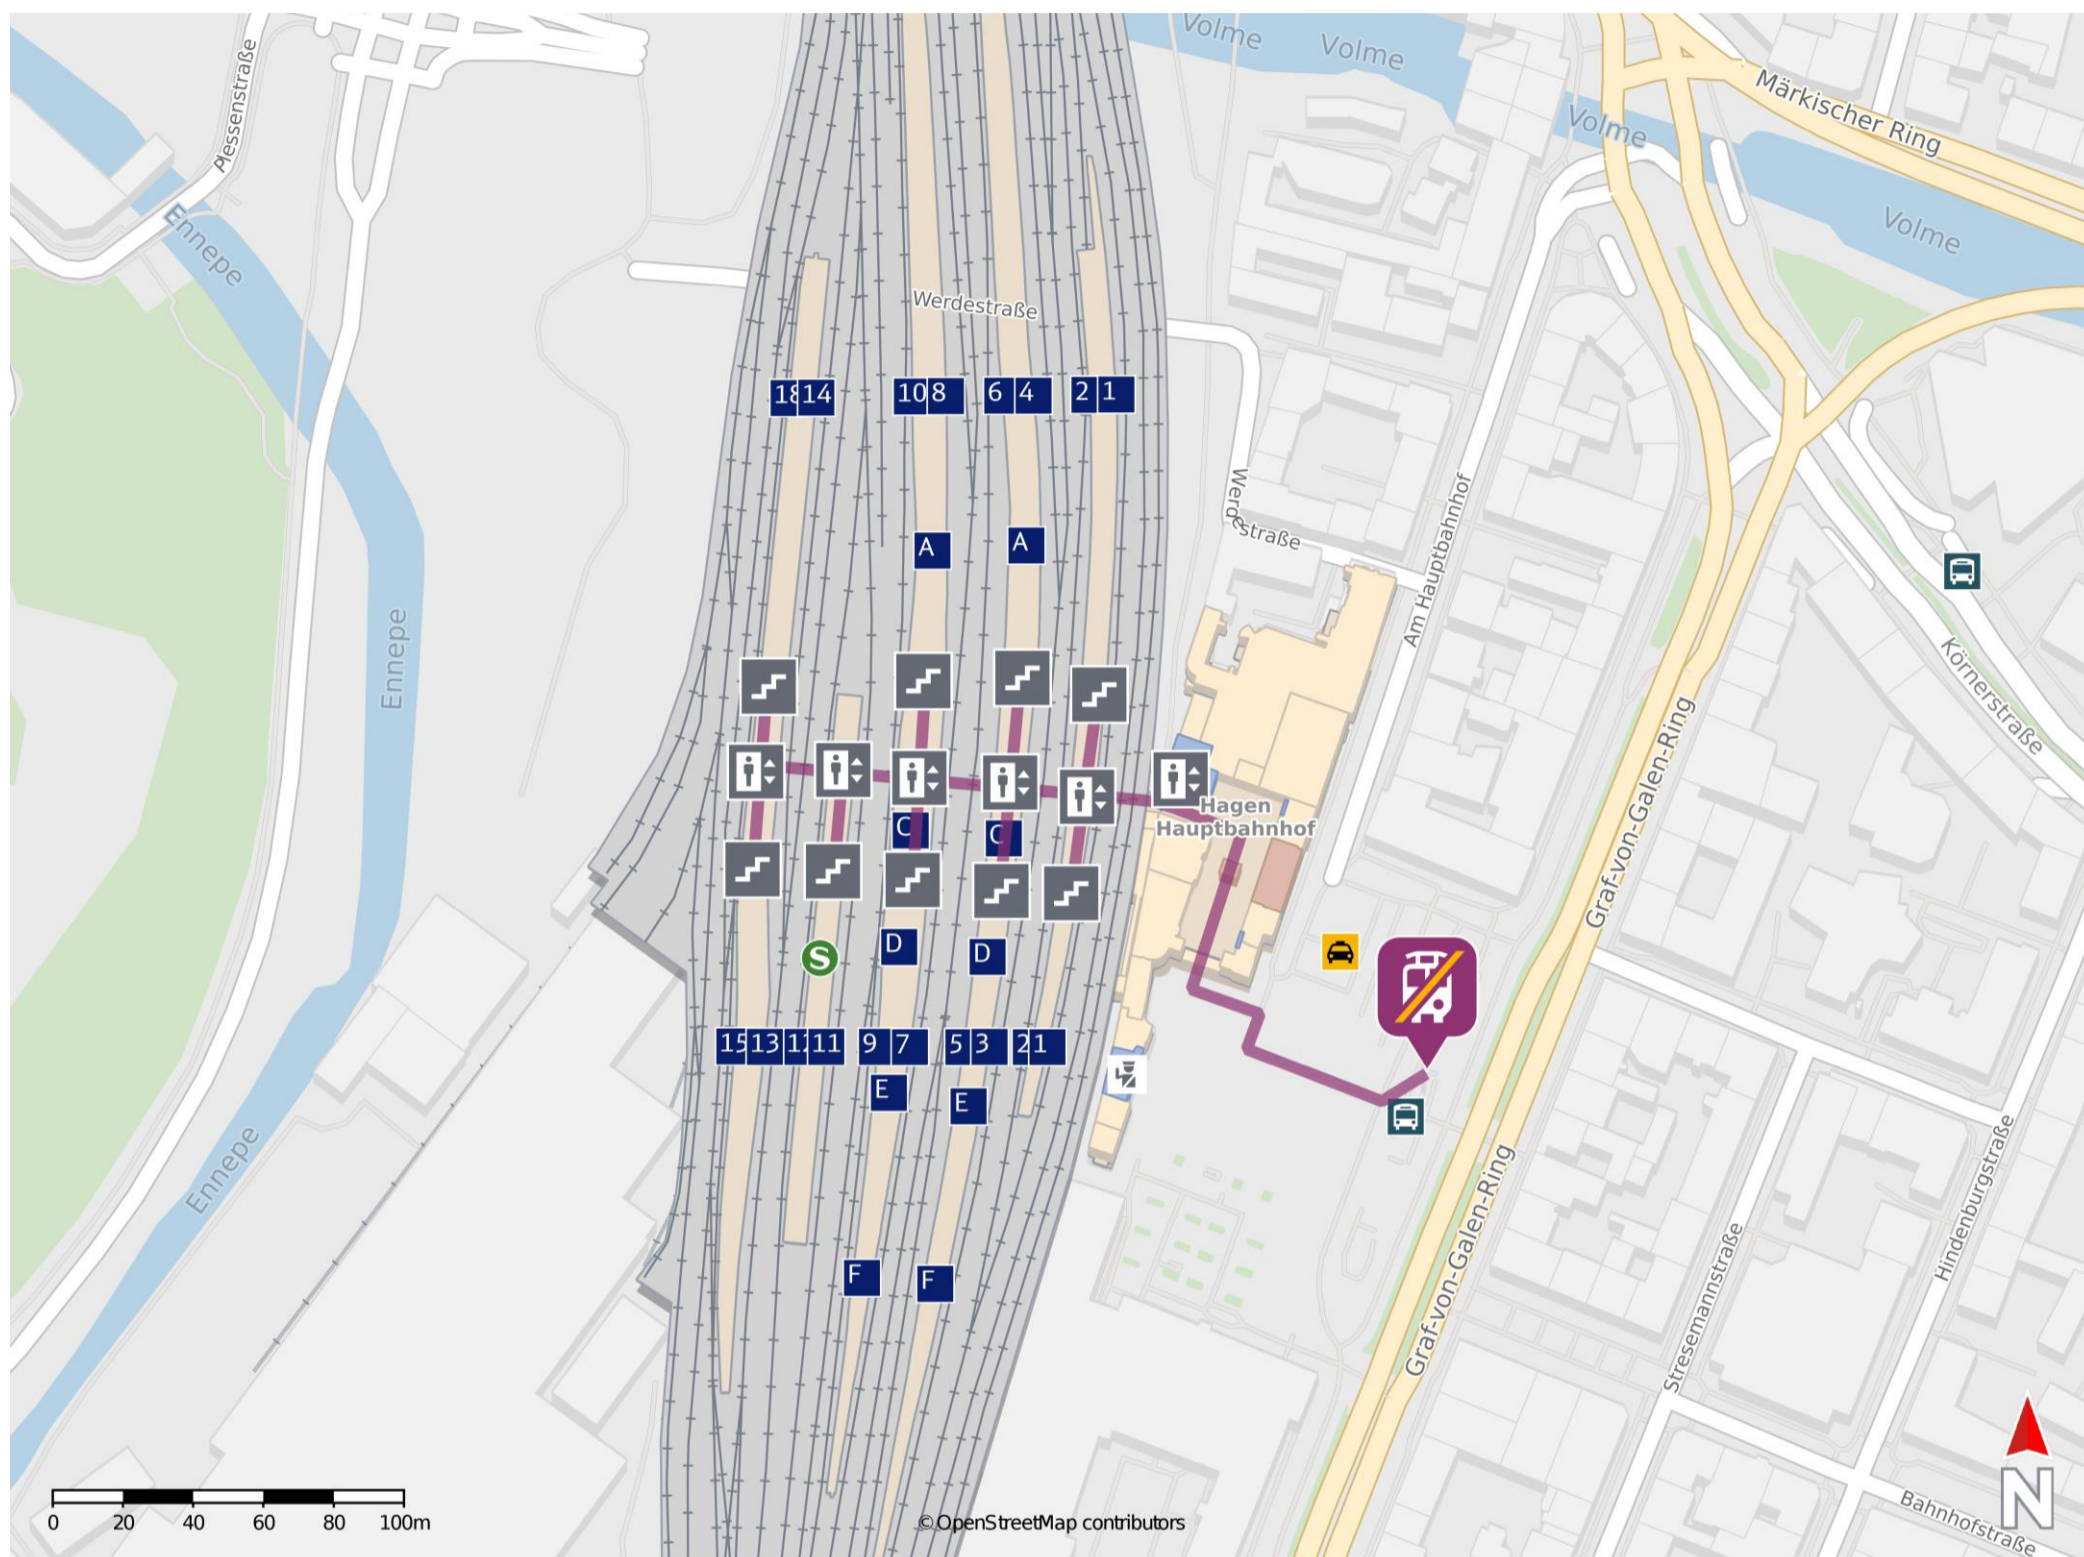 Volme
Volme
Märkischer Ring
Plessenstraße
Volme
Ennepe
Volme
Werdestraße
18
14
10
8
6
4
2
1
Werdestraße
Am Hauptbahnhof
A
A
Ennepe
Körnerstraße
Graf-von-Galen-Ring
Hagen
Hauptbahnhof
C
C
D
D
S
15
13
12
11
9
7
5
3
2
1
E
E
Ennepe
Graf-von-Galen-Ring
Hindenburgstraße
Stresemannstraße
F
F
Bahnhofstraße
N
0 20 40 60 80 100m
© OpenStreetMap contributors